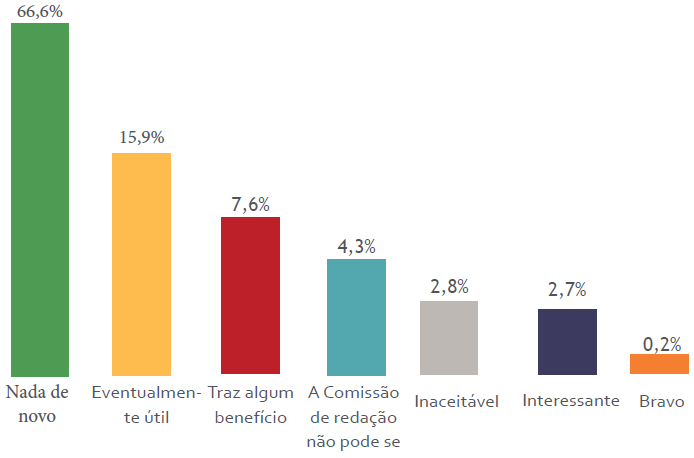 66,6%
15,9%
7,6%
4,3%
2,8%
2,7%
0,2%
Nada de
novo
Eventualmen-
te útil
Traz algum
benefício
A Comissão
de redação
não pode se
Inaceitável
Interessante
Bravo